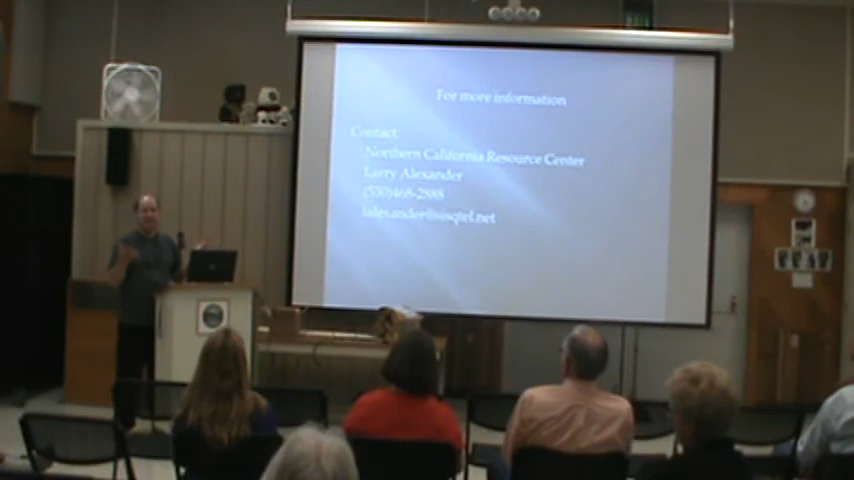 For more information
Contact:
Northern California Resource Center
Larry Alexander
(530)468-2888
lalexander@sisqtel.net